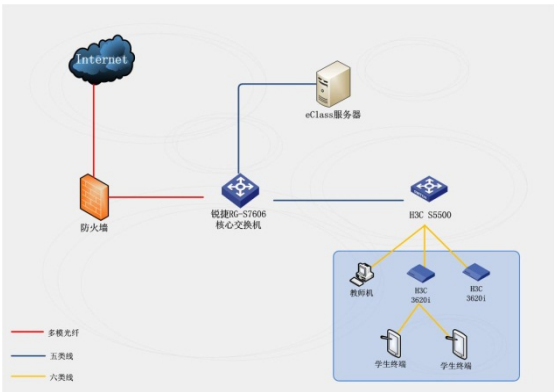 Internet
eClass服务器
防火墙
锐捷RG-S7606
核心交换机
H3C S5500
教师机
H3C
3620i
H3C
3620i
学生终端
学生终端
多模光纤
五类线
六类线